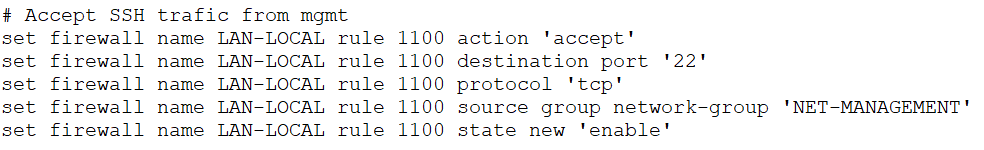 # Accept SSH trafic from mgmt
set firewall name LAN-LOCAL rule 1100 action 'accept'
set firewall name LAN-LOCAL rule 1100 destination port '22'
set firewall name LAN-LOCAL rule 1100 protocol 'tcp'
set firewall name LAN-LOCAL rule 1100 source group network-group 'NET-MANAGEMENT'
set firewall name LAN-LOCAL rule 1100 state new 'enable'